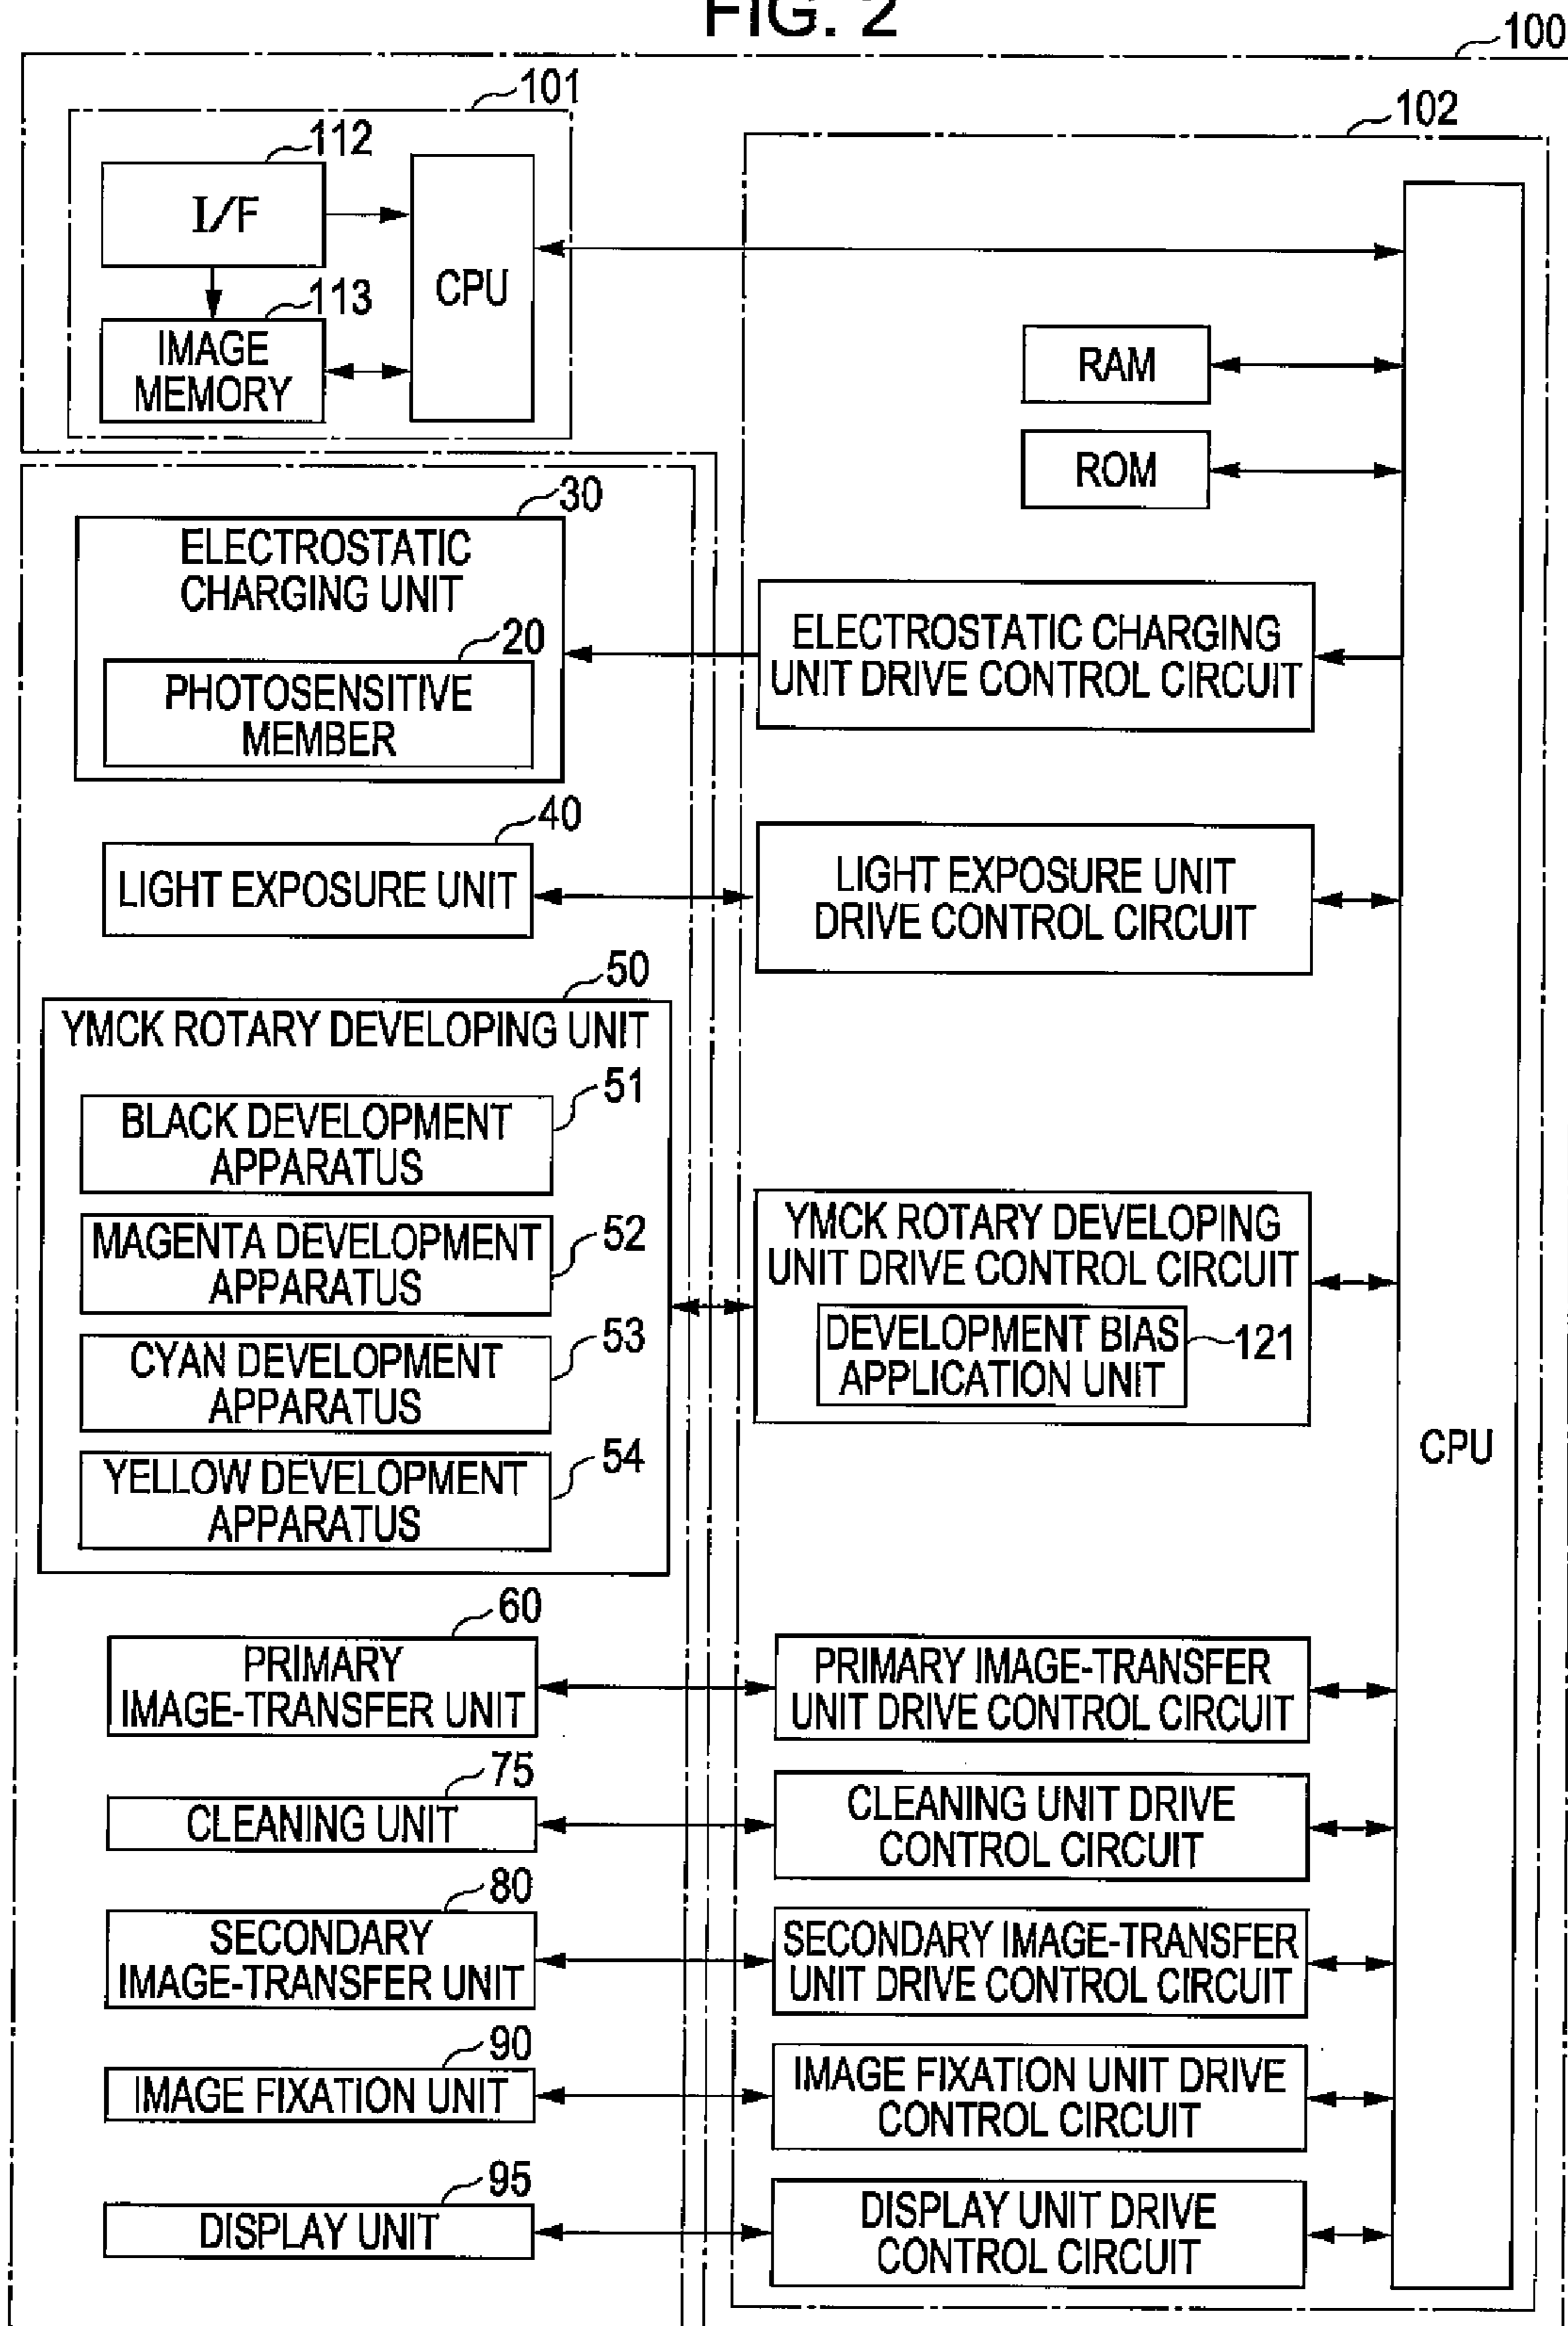 FIG. 2
100
101
102
112
I/F
CPU
113
IMAGE
MEMORY
RAM
ROM
30
ELECTROSTATIC
CHARGING UNIT
20
PHOTOSENSITIVE
MEMBER
ELECTROSTATIC CHARGING
UNIT DRIVE CONTROL CIRCUIT
40
LIGHT EXPOSURE UNIT
LIGHT EXPOSURE UNIT
DRIVE CONTROL CIRCUIT
50
YMCK ROTARY DEVELOPING UNIT
51
BLACK DEVELOPMENT
APPARATUS
52
MAGENTA DEVELOPMENT
APPARATUS
53
CYAN DEVELOPMENT
APPARATUS
54
YELLOW DEVELOPMENT
APPARATUS
YMCK ROTARY DEVELOPING
UNIT DRIVE CONTROL CIRCUIT
DEVELOPMENT BIAS
APPLICATION UNIT
121
CPU
60
PRIMARY
IMAGE-TRANSFER UNIT
PRIMARY IMAGE-TRANSFER
UNIT DRIVE CONTROL CIRCUIT
75
CLEANING UNIT
CLEANING UNIT DRIVE
CONTROL CIRCUIT
80
SECONDARY
IMAGE-TRANSFER UNIT
SECONDARY IMAGE-TRANSFER
UNIT DRIVE CONTROL CIRCUIT
90
IMAGE FIXATION UNIT
IMAGE FIXATION UNIT DRIVE
CONTROL CIRCUIT
95
DISPLAY UNIT
DISPLAY UNIT DRIVE
CONTROL CIRCUIT